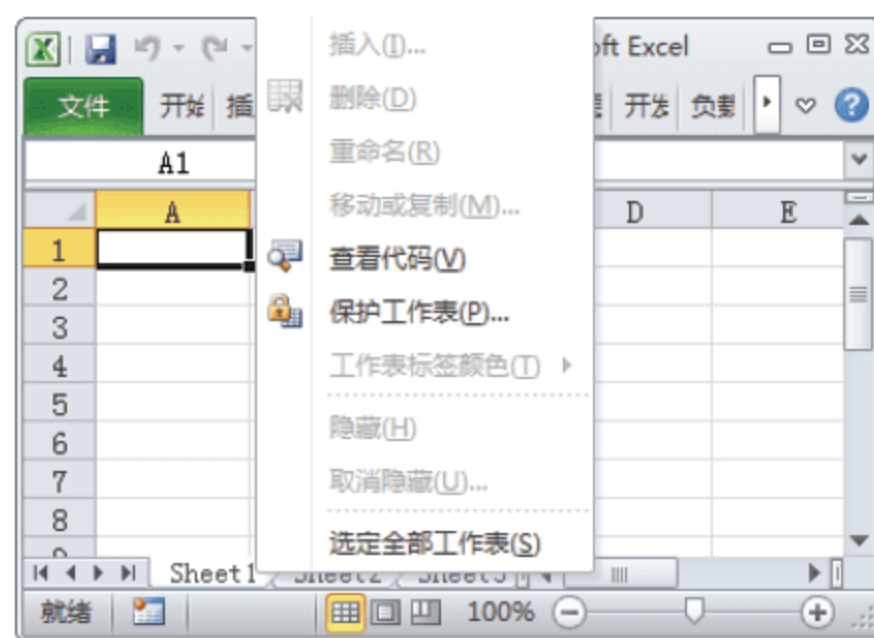 ft Excel
文件 开始 插 开发
A1
A D E
1
2
3
4
5
6
7
8
插入(I)...
删除(D)
重命名(R)
移动或复制(M)...
查看代码(V)
保护工作表(P)...
工作表标签颜色(T)
隐藏(H)
取消隐藏(U)...
选定全部工作表(S)
Sheet1 Sheet2 Sheet3
就绪 100%